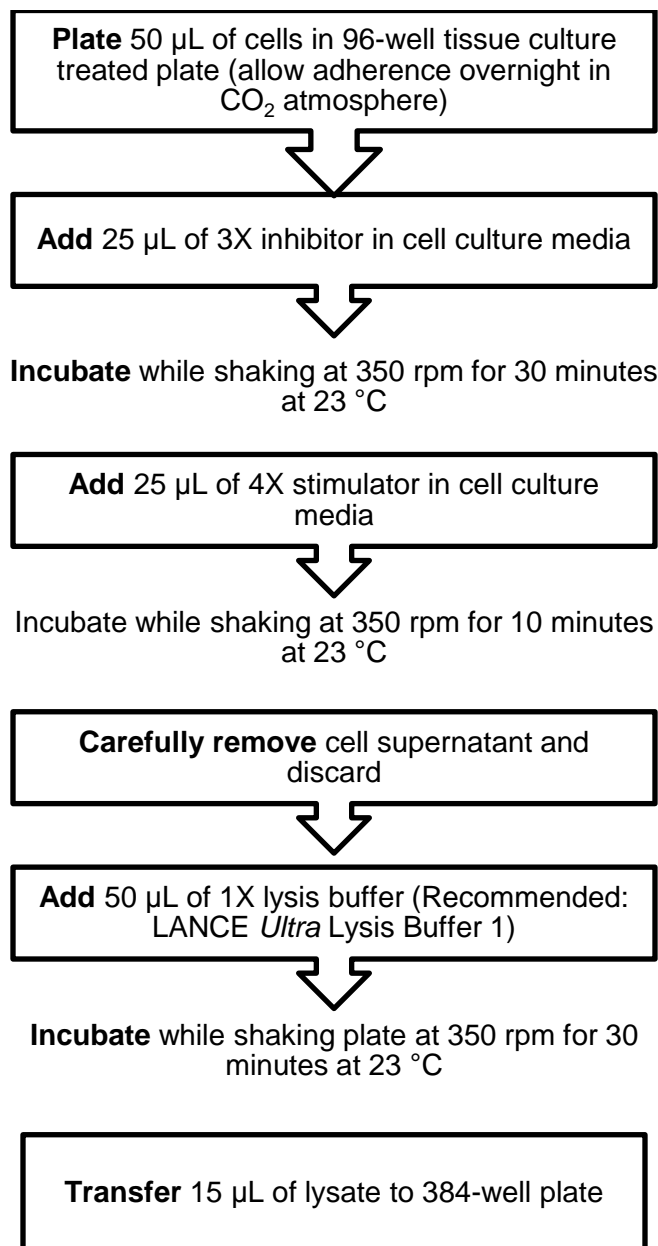 Plate 50 µL of cells in 96-well tissue culture
treated plate (allow adherence overnight in
CO₂ atmosphere)
Add 25 µL of 3X inhibitor in cell culture media
Incubate while shaking at 350 rpm for 30 minutes
at 23 °C
Add 25 µL of 4X stimulator in cell culture
media
Incubate while shaking at 350 rpm for 10 minutes
at 23 °C
Carefully remove cell supernatant and
discard
Add 50 µL of 1X lysis buffer (Recommended:
LANCE Ultra Lysis Buffer 1)
Incubate while shaking plate at 350 rpm for 30
minutes at 23 °C
Transfer 15 µL of lysate to 384-well plate